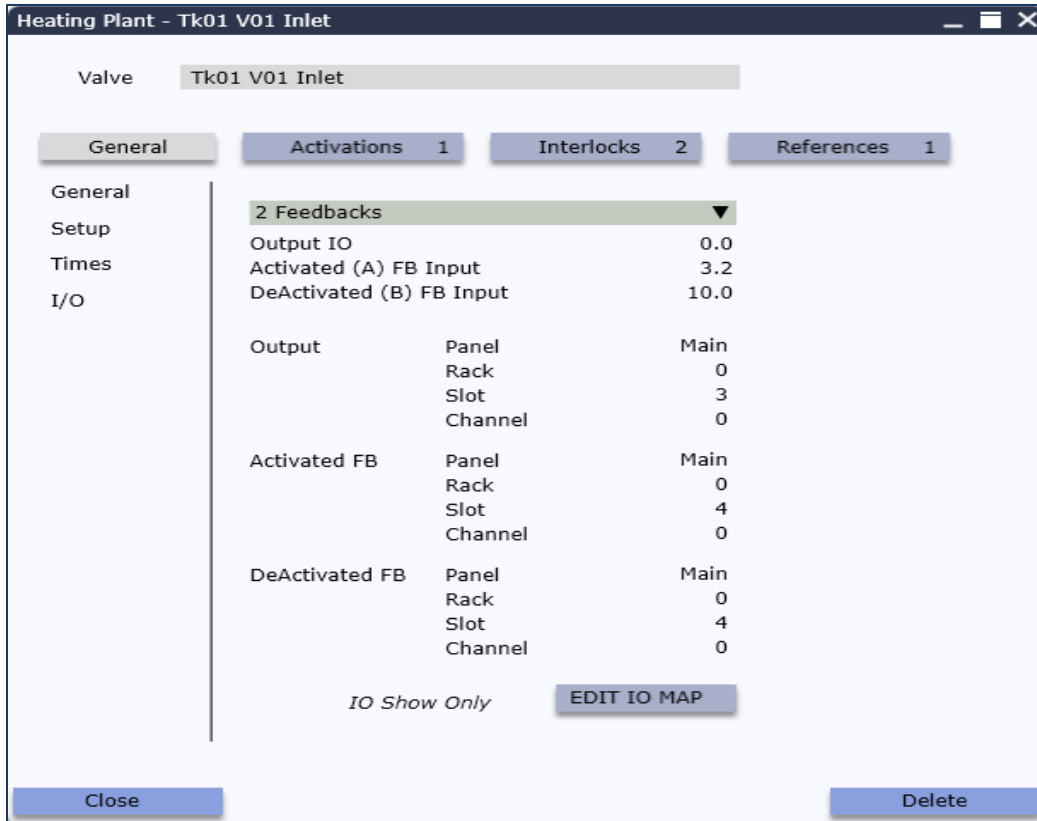 Heating Plant - Tk01 V01 Inlet
Valve Tk01 V01 Inlet
General Activations 1 Interlocks 2 References 1
General
Setup
Times
I/O
2 Feedbacks
Output IO 0.0
Activated (A) FB Input 3.2
DeActivated (B) FB Input 10.0
Output Panel Main
Rack 0
Slot 3
Channel 0
Activated FB Panel Main
Rack 0
Slot 4
Channel 0
DeActivated FB Panel Main
Rack 0
Slot 4
Channel 0
IO Show Only EDIT IO MAP
Close Delete